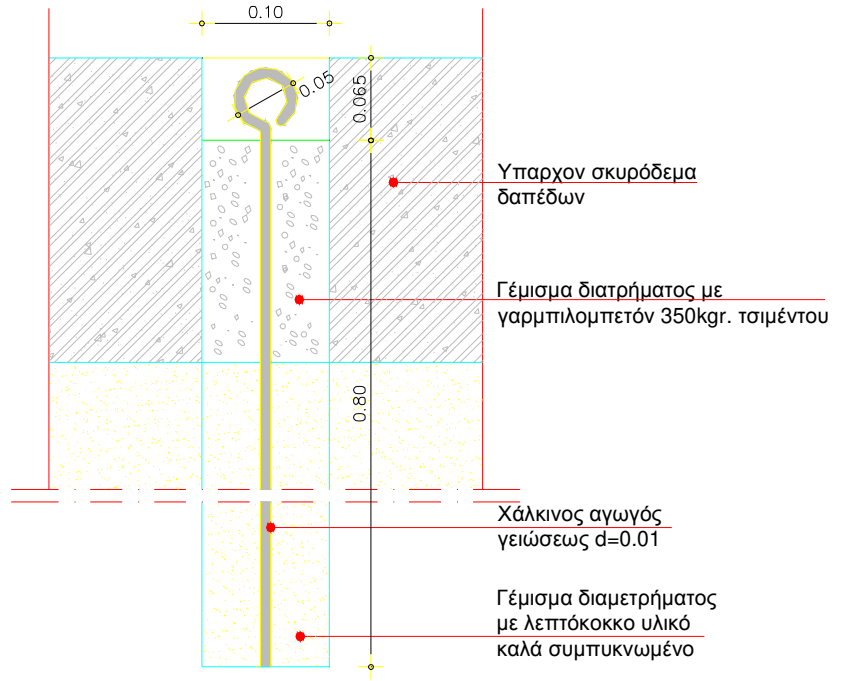 0.10
0.05
0.065
Υπαρχον σκυρόδεμα
δαπέδων
Γέμισμα διατρήματος με
γαρμπιλομπετόν 350kgr. τσιμέντου
0.80
Χάλκινος αγωγός
γειώσεως d=0.01
Γέμισμα διαμετρήματος
με λεπτόκοκκο υλικό
καλά συμπυκνωμένο